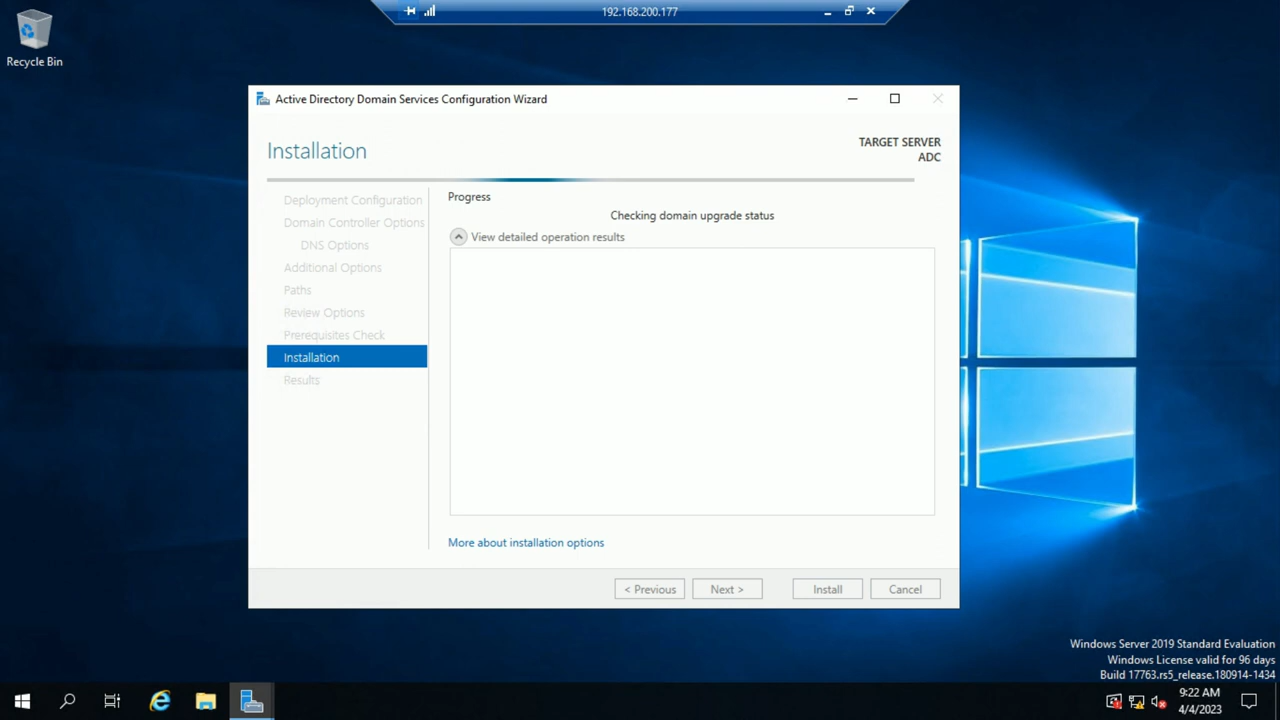 192.168.200.177
Recycle Bin
Active Directory Domain Services Configuration Wizard
Installation
TARGET SERVER
ADC
Deployment Configuration
Domain Controller Options
DNS Options
Additional Options
Paths
Review Options
Prerequisites Check
Installation
Results
Progress
Checking domain upgrade status
View detailed operation results
More about installation options
< Previous
Next >
Install
Cancel
Windows Server 2019 Standard Evaluation
Windows License valid for 96 days
Build 17763.rs5_release.180914-1434
9:22 AM
4/4/2023